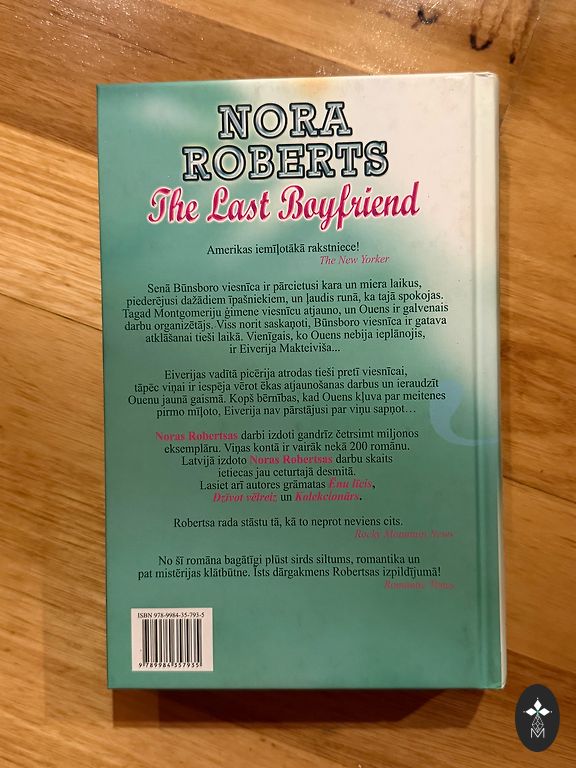 NORA
ROBERTS
The Last Boyfriend
Amerikas iemīļotākā rakstniece!
The New Yorker
Senā Būnsboro viesnīca ir pārcietusi kara un miera laikus,
piederējusi dažādiem īpašniekiem, un ļaudis runā, ka tajā spokojas.
Tagad Montgomeriju ģimene viesnīcu atjauno, un Ouens ir galvenais
darbu organizētājs. Viss norit saskaņoti, Būnsboro viesnīca ir gatava
atklāšanai tieši laikā. Vienīgais, ko Ouens nebija ieplānojis,
ir Eiverija Makteiviša...
Eiverijas vadītā picērija atrodas tieši pretī viesnīcai,
tāpēc viņai ir iespēja vērot ēkas atjaunošanas darbus un ieraudzīt
Ouenu jaunā gaismā. Kopš bērnības, kad Ouens kļuva par meitenes
pirmo mīļoto, Eiverija nav pārstājusi par viņu sapņot…
Noras Robertsas darbi izdoti gandrīz četrsimt miljonos
eksemplāru. Viņas kontā ir vairāk nekā 200 romānu.
Latvijā izdoto Noras Robertsas darbu skaits
ietiecas jau ceturtajā desmitā.
Lasiet arī autores grāmatas Ēnu līcis,
Dzīvot vēlreiz un Kolekcionārs.
Robertsa rada stāstu tā, kā to neprot neviens cits.
Rocky Mountain News
No šī romāna bagātīgi plūst sirds siltums, romantika un
pat mistērijas klātbūtne. Īsts dārgakmens Robertsas izpildījumā!
Romantic Times
ISBN 978-9984-35-793-5
9 789984 357935
M